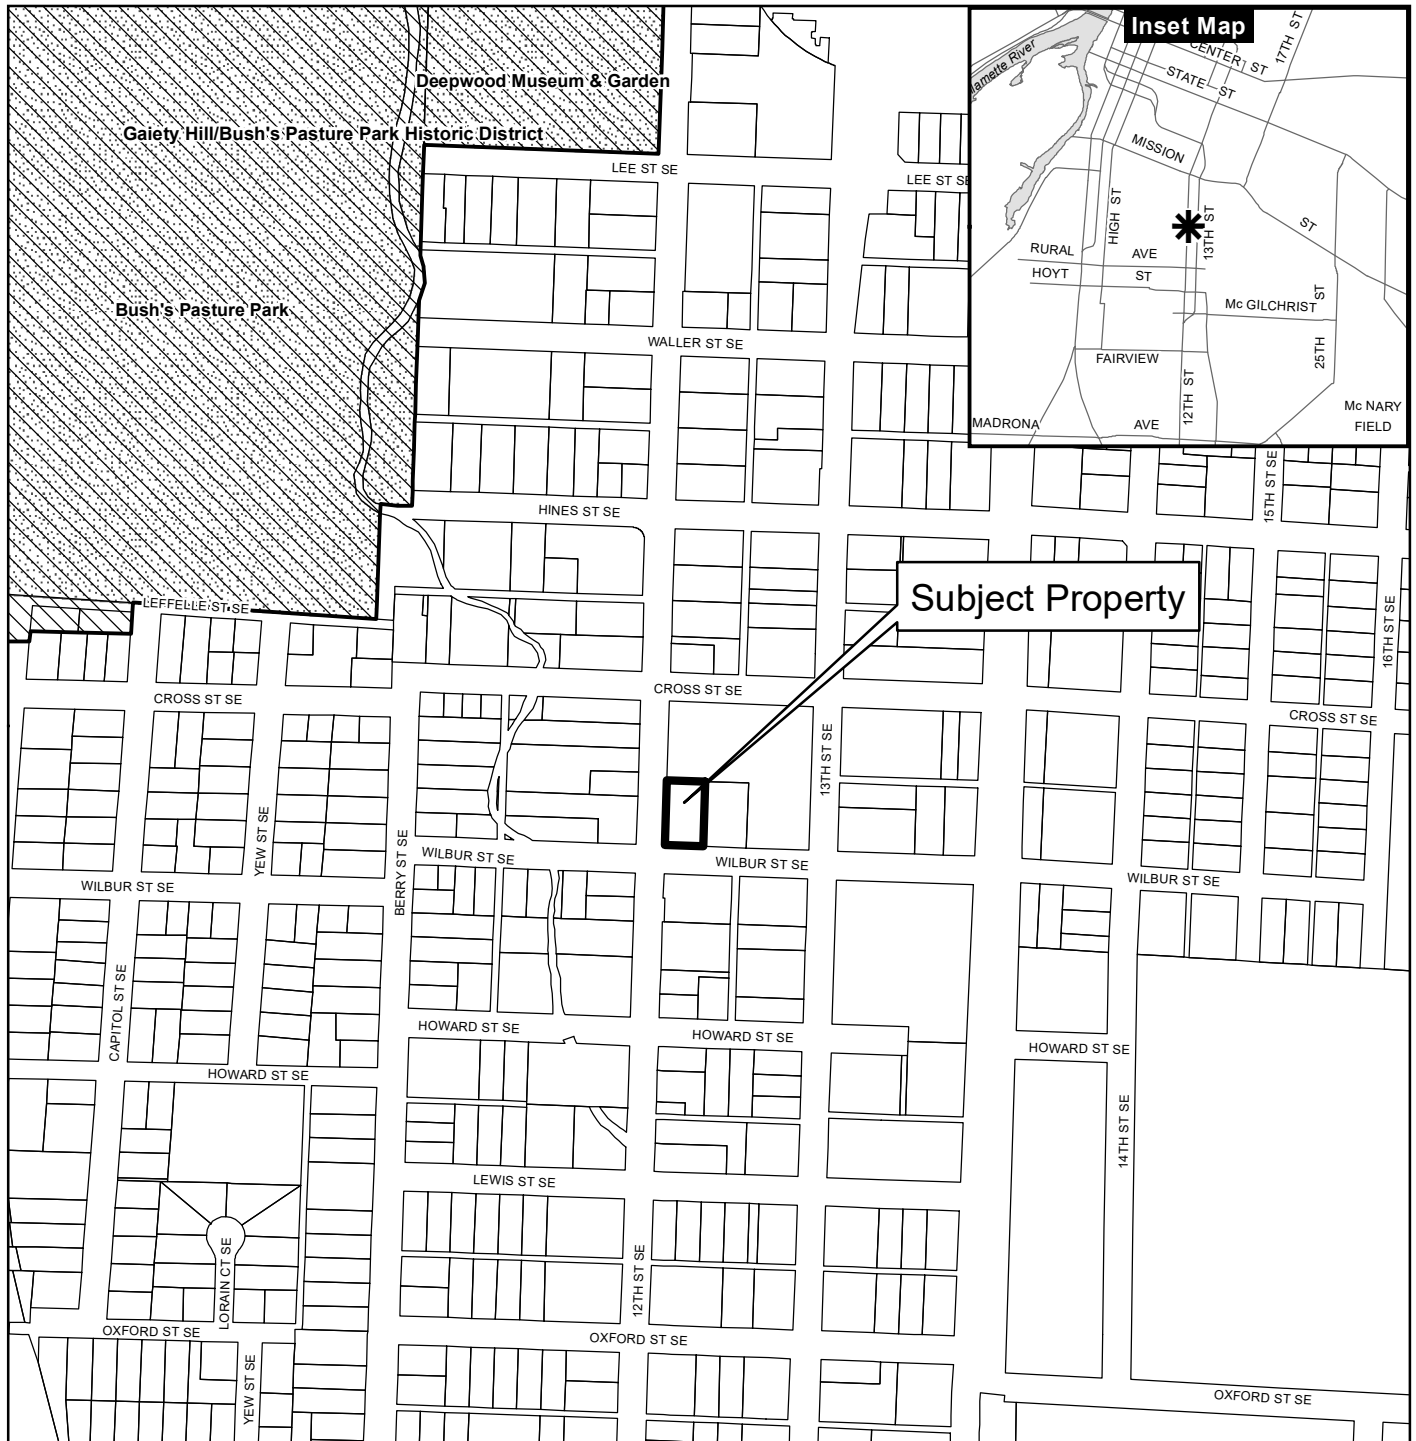 Inset Map
17TH ST
CENTER ST
STATE ST
lamette River
MISSION
ST
HIGH ST
13TH ST
RURAL AVE
HOYT ST
Mc GILCHRIST
ST
25TH
FAIRVIEW
12TH ST
Mc NARY
FIELD
MADRONA AVE
Deepwood Museum & Garden
Gaiety Hill/Bush's Pasture Park Historic District
LEE ST SE
LEE ST SE
Bush's Pasture Park
WALLER ST SE
15TH ST SE
HINES ST SE
Subject Property
LEFFELLE ST SE
16TH ST SE
CROSS ST SE
CROSS ST SE
CROSS ST SE
13TH ST SE
YEW ST SE
BERRY ST SE
WILBUR ST SE
WILBUR ST SE
WILBUR ST SE
WILBUR ST SE
CAPITOL ST SE
HOWARD ST SE
HOWARD ST SE
HOWARD ST SE
HOWARD ST SE
14TH ST SE
LEWIS ST SE
LORAIN CT SE
12TH ST SE
OXFORD ST SE
OXFORD ST SE
YEW ST SE
OXFORD ST SE